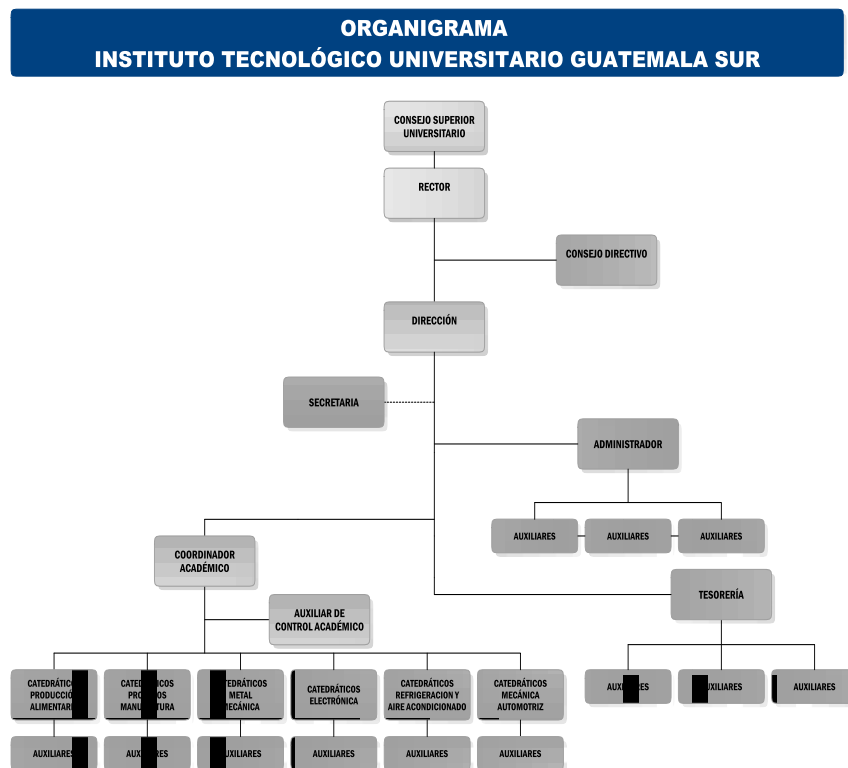 ORGANIGRAMA
INSTITUTO TECNOLÓGICO UNIVERSITARIO GUATEMALA SUR
CONSEJO SUPERIOR
UNIVERSITARIO
RECTOR
CONSEJO DIRECTIVO
DIRECCIÓN
SECRETARIA
ADMINISTRADOR
AUXILIARES
AUXILIARES
AUXILIARES
COORDINADOR
ACADÉMICO
TESORERÍA
AUXILIAR DE
CONTROL ACADÉMICO
CATEDRÁTICOS
ELECTRÓNICA
CATEDRÁTICOS
REFRIGERACION Y
AIRE ACONDICIONADO
CATEDRÁTICOS
MECÁNICA
AUTOMOTRIZ
METAL
AUXILIARES
AUXILIARES
AUXILIARES
AUXILIARES